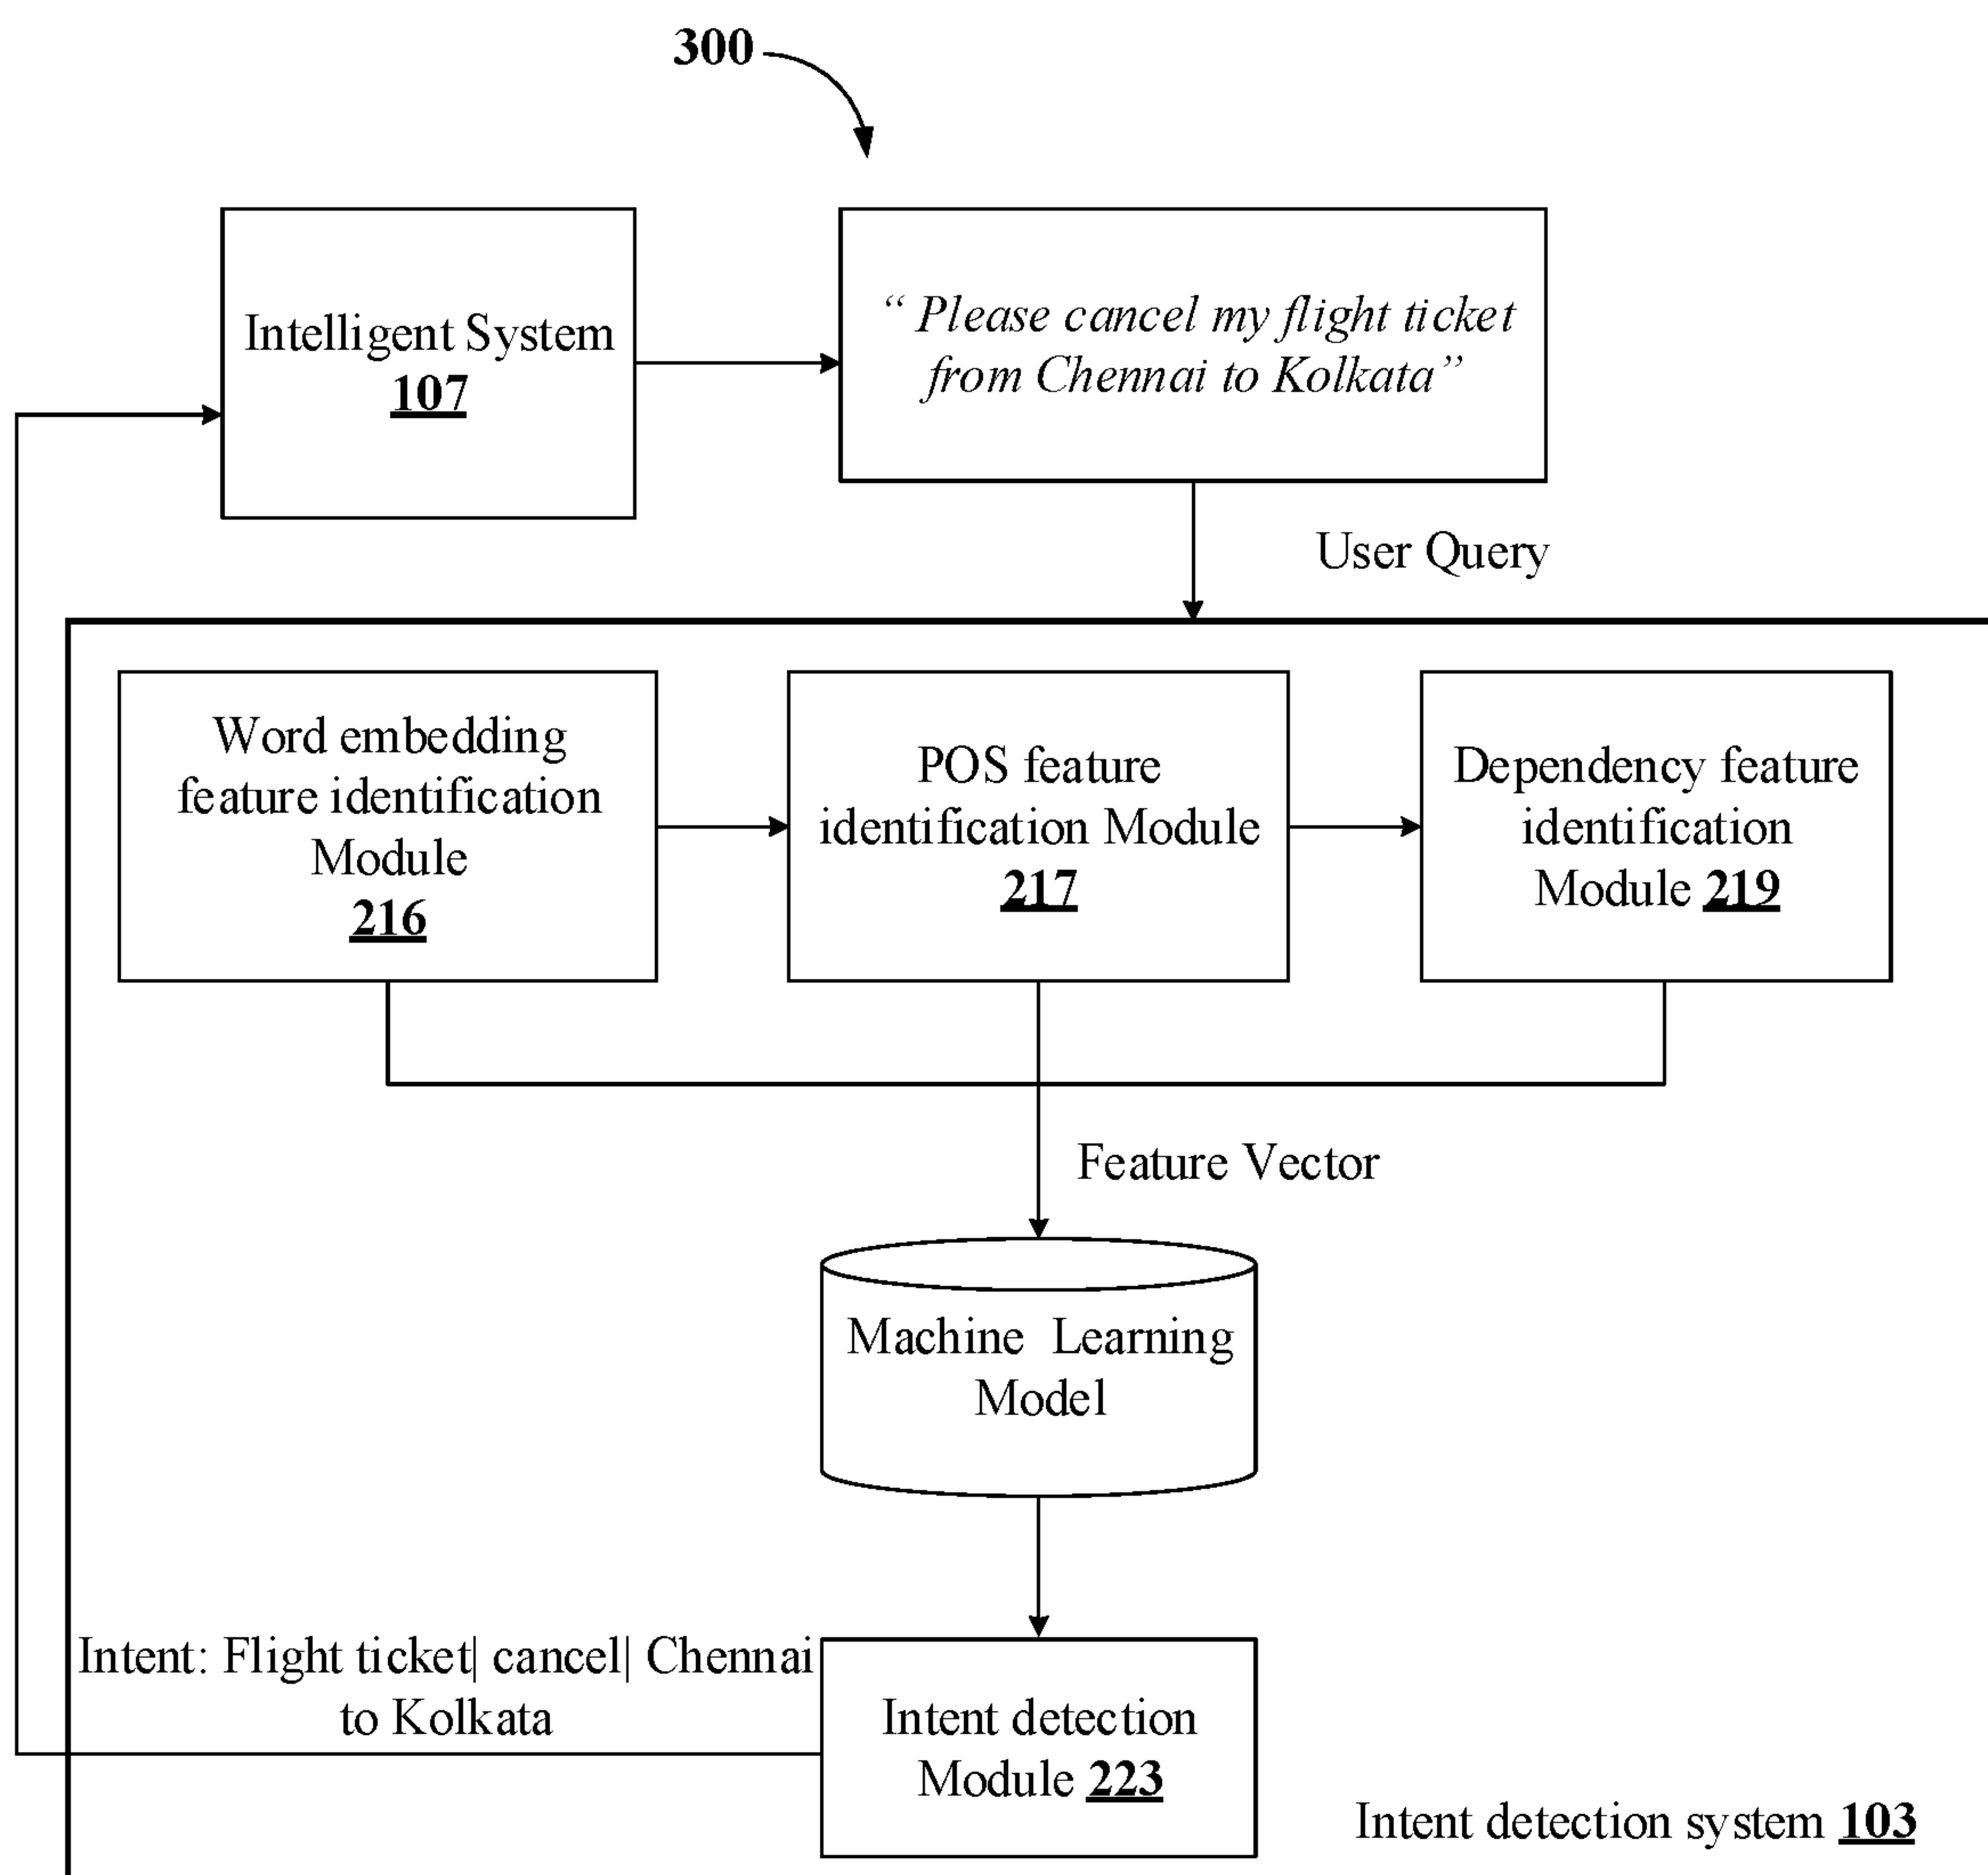 300
Intelligent System
107
“ Please cancel my flight ticket
from Chennai to Kolkata”
User Query
Word embedding
feature identification
Module
216
POS feature
identification Module
217
Dependency feature
identification
Module 219
Feature Vector
Machine Learning
Model
Intent: Flight ticket| cancel| Chennai
to Kolkata
Intent detection
Module 223
Intent detection system 103